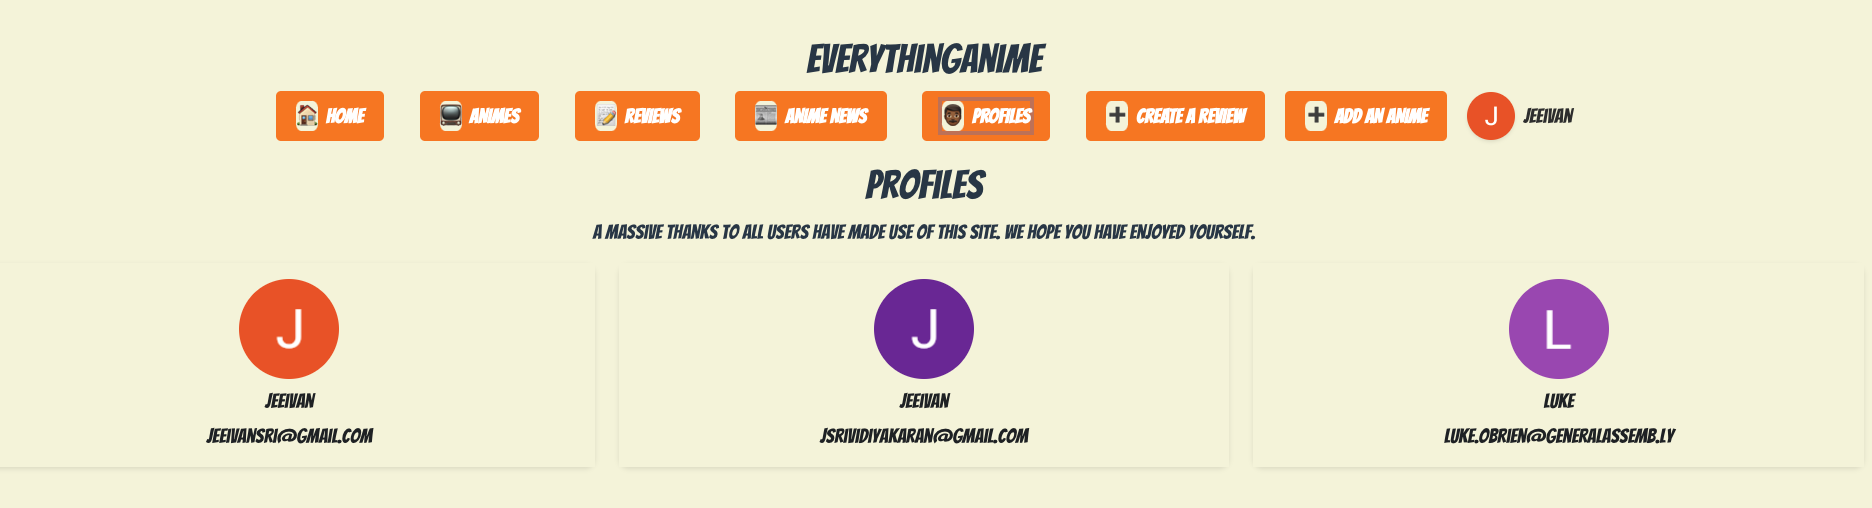 EVERYTHINGANIME
HOME ANIMES REVIEWS ANIME NEWS PROFILES CREATE A REVIEW ADD AN ANIME J JEEIVAN
PROFILES
A MASSIVE THANKS TO ALL USERS HAVE MADE USE OF THIS SITE. WE HOPE YOU HAVE ENJOYED YOURSELF.
J J L
JEEIVAN JEEIVAN LUKE
JEEIVANSRI@GMAIL.COM JSRIVIDIYAKARAN@GMAIL.COM LUKE.OBRIEN@GENERALASSEMB.LY